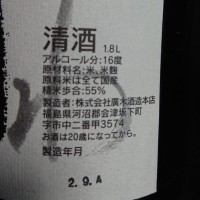 清酒 1.8L
アルコール分:16度
原材料名:米、米麹
原料米は全て国産
精米歩合:55%
製造者:株式会社廣木酒造本店
福島県河沼郡会津坂下町
字市中二番甲3574
お酒は20歳になってから。
製造年月
2.9.A